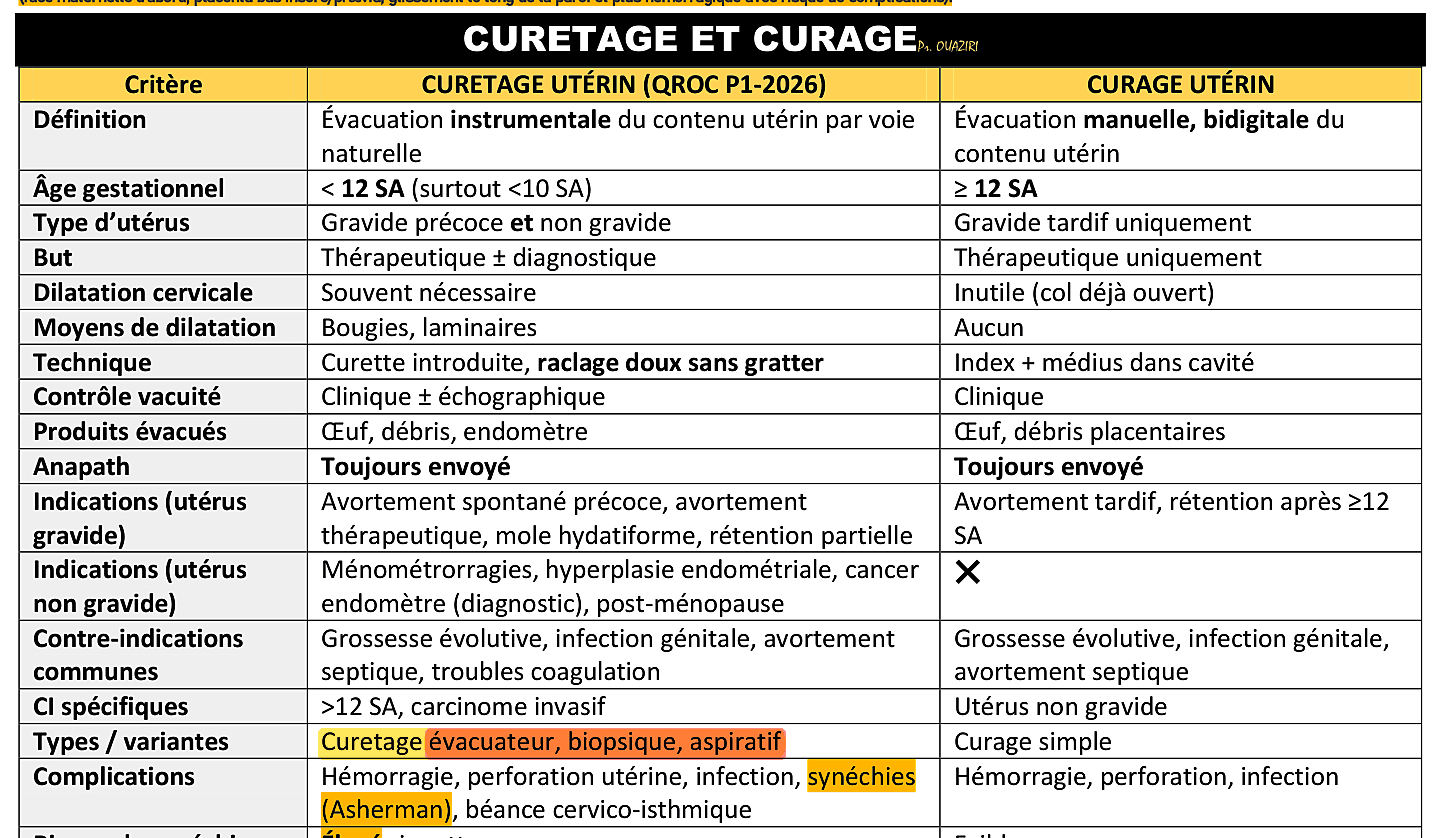 CURETAGE ET CURAGE Pr. OUAZIRI
Critère CURETAGE UTÉRIN (QROC P1-2026) CURAGE UTÉRIN
Définition Évacuation instrumentale du contenu utérin par voie Évacuation manuelle, bidigitale du
naturelle contenu utérin
Âge gestationnel < 12 SA (surtout <10 SA) ≥ 12 SA
Type d’utérus Gravide précoce et non gravide Gravide tardif uniquement
But Thérapeutique ± diagnostique Thérapeutique uniquement
Dilatation cervicale Souvent nécessaire Inutile (col déjà ouvert)
Moyens de dilatation Bougies, laminaires Aucun
Technique Curette introduite, raclage doux sans gratter Index + médius dans cavité
Contrôle vacuité Clinique ± échographique Clinique
Produits évacués Œuf, débris, endomètre Œuf, débris placentaires
Anapath Toujours envoyé Toujours envoyé
Indications (utérus Avortement spontané précoce, avortement Avortement tardif, rétention après ≥12
gravide) thérapeutique, mole hydatiforme, rétention partielle SA
Indications (utérus Ménométrorragies, hyperplasie endométriale, cancer ❌
non gravide) endomètre (diagnostic), post-ménopause
Contre-indications Grossesse évolutive, infection génitale, avortement Grossesse évolutive, infection génitale,
communes septique, troubles coagulation avortement septique
CI spécifiques >12 SA, carcinome invasif Utérus non gravide
Types / variantes Curetage évacuateur, biopsique, aspiratif Curage simple
Complications Hémorragie, perforation utérine, infection, synéchies Hémorragie, perforation, infection
(Asherman), béance cervico-isthmique